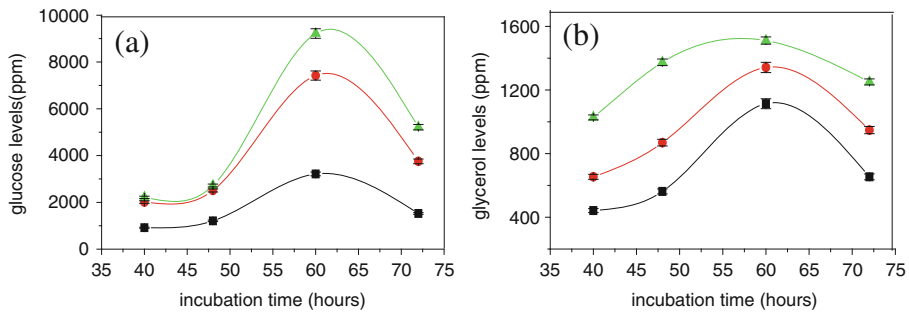 (a)
10000
8000
6000
4000
2000
0
glucose levels(ppm)
35 40 45 50 55 60 65 70 75
incubation time (hours)
(b)
1600
1200
800
400
glycerol levels (ppm)
35 40 45 50 55 60 65 70 75
incubation time (hours)